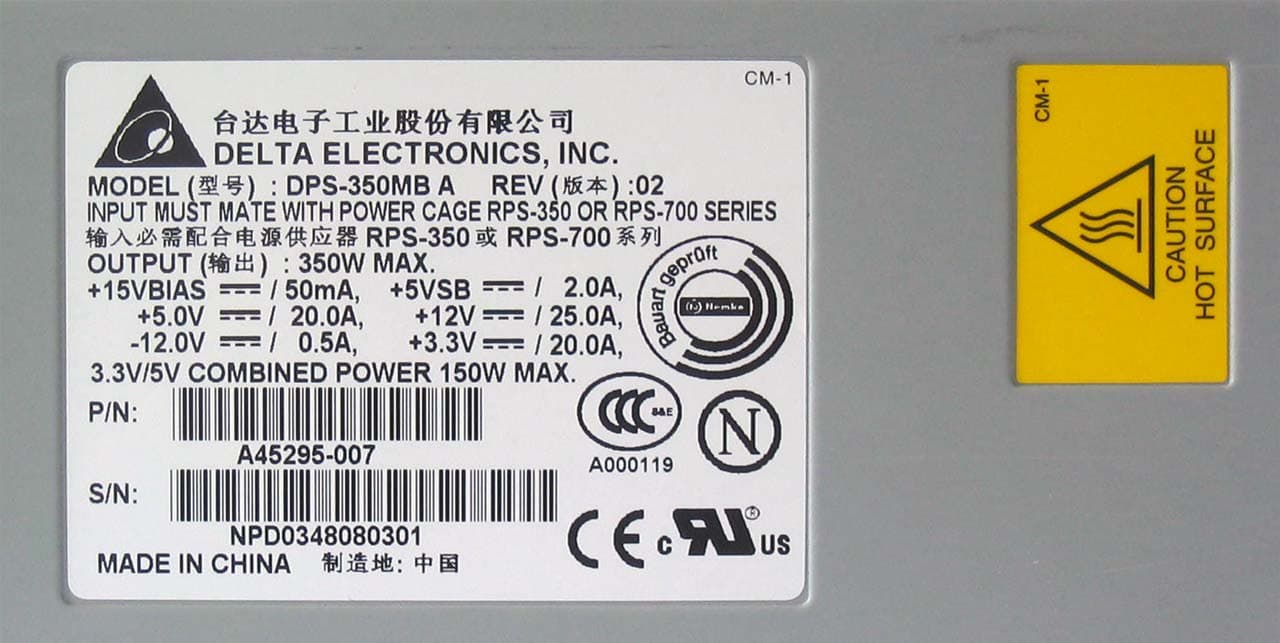 CM-1
台达电子工业股份有限公司
DELTA ELECTRONICS, INC.
MODEL (型号) : DPS-350MB A REV (版本) :02
INPUT MUST MATE WITH POWER CAGE RPS-350 OR RPS-700 SERIES
输入必需配合电源供应器 RPS-350 或 RPS-700 系列
OUTPUT (输出) : 350W MAX.
+15VBIAS ⎓ / 50mA, +5VSB ⎓ / 2.0A,
+5.0V ⎓ / 20.0A, +12V ⎓ / 25.0A,
-12.0V ⎓ / 0.5A, +3.3V ⎓ / 20.0A,
3.3V/5V COMBINED POWER 150W MAX.
Bauart geprüft
Nemko
P/N:
A45295-007
CCC S&E
A000119
N
S/N:
NPD0348080301
CE c RU ® US
MADE IN CHINA 制造地: 中国
CM-1
CAUTION
HOT SURFACE